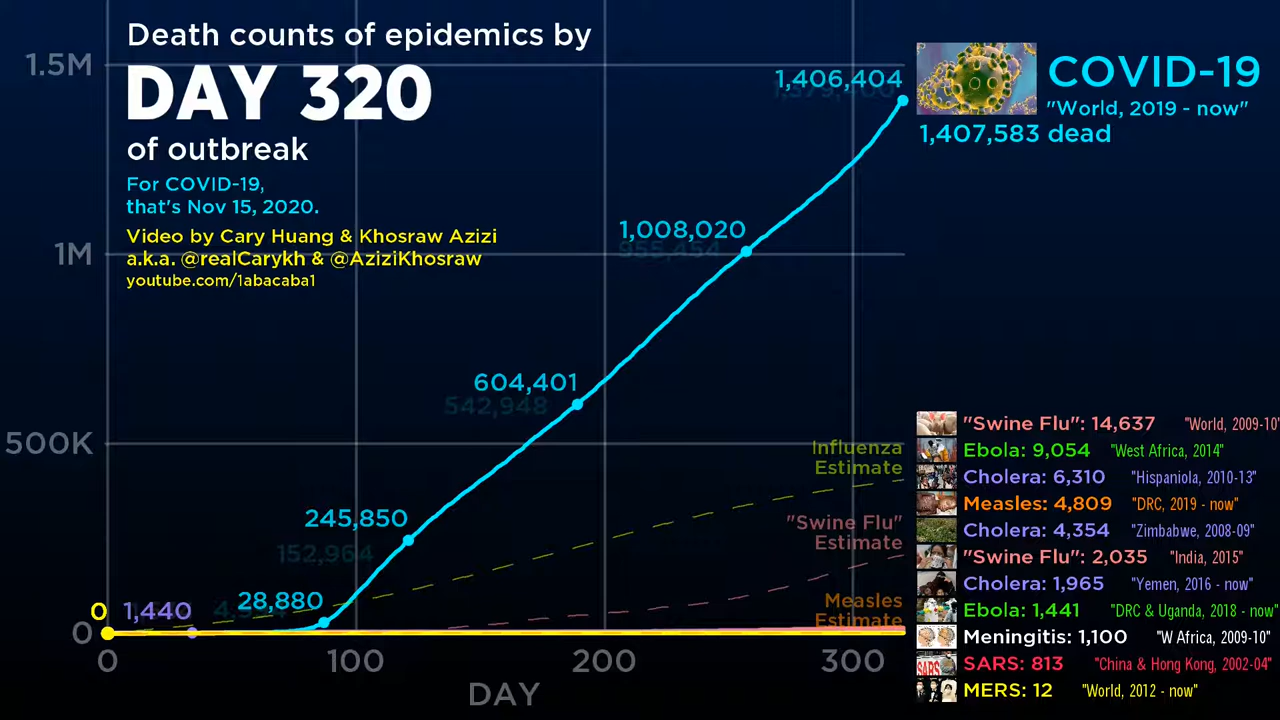 Death counts of epidemics by
DAY 320
of outbreak
For COVID-19,
that's Nov 15, 2020.
Video by Cary Huang & Khosraw Azizi
a.k.a. @realCarykh & @AziziKhosraw
youtube.com/1abacaba1
1.5M
1M
500K
0
1,406,404
1,008,020
955,454
604,401
542,948
245,850
152,964
28,880
1,440
0
Influenza
Estimate
"Swine Flu"
Estimate
Measles
Estimate
0 100 200 300
DAY
COVID-19
"World, 2019 - now"
1,407,583 dead
"Swine Flu": 14,637 "World, 2009-10"
Ebola: 9,054 "West Africa, 2014"
Cholera: 6,310 "Hispaniola, 2010-13"
Measles: 4,809 "DRC, 2019 - now"
Cholera: 4,354 "Zimbabwe, 2008-09"
"Swine Flu": 2,035 "India, 2015"
Cholera: 1,965 "Yemen, 2016 - now"
Ebola: 1,441 "DRC & Uganda, 2018 - now"
Meningitis: 1,100 "W Africa, 2009-10"
SARS
SARS: 813 "China & Hong Kong, 2002-04"
MERS: 12 "World, 2012 - now"